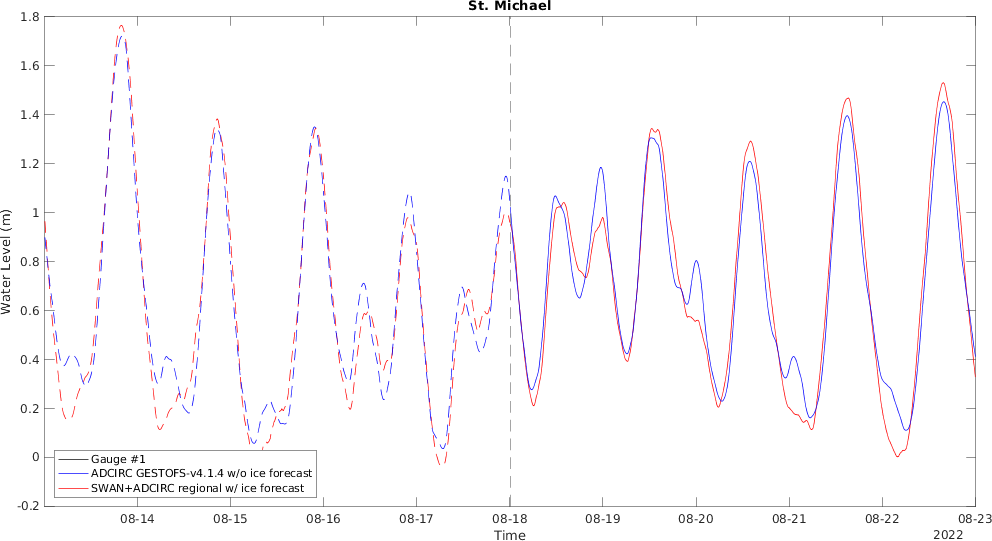 St. Michael
1.8
1.6
1.4
1.2
1
0.8
0.6
0.4
0.2
0
-0.2
Water Level (m)
Gauge #1
ADCIRC GESTOFS-v4.1.4 w/o ice forecast
SWAN+ADCIRC regional w/ ice forecast
08-14 08-15 08-16 08-17 08-18 08-19 08-20 08-21 08-22 08-23
Time
2022